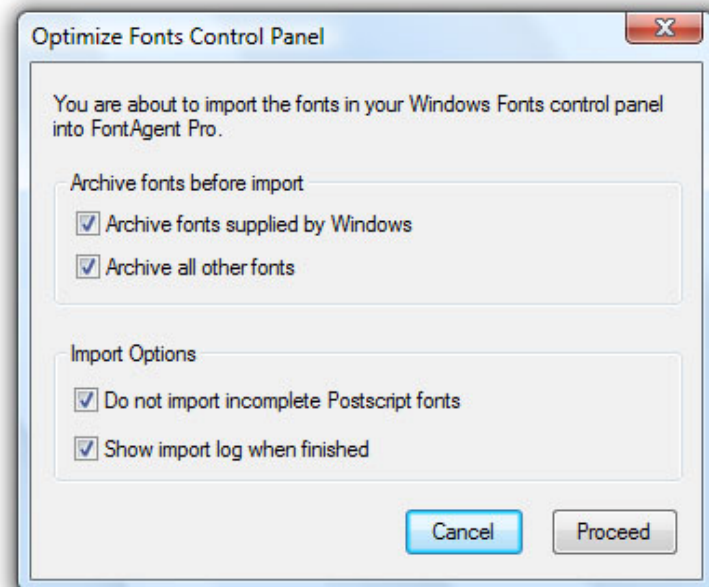 Optimize Fonts Control Panel
You are about to import the fonts in your Windows Fonts control panel
into FontAgent Pro.
Archive fonts before import
Archive fonts supplied by Windows
Archive all other fonts
Import Options
Do not import incomplete Postscript fonts
Show import log when finished
Cancel Proceed